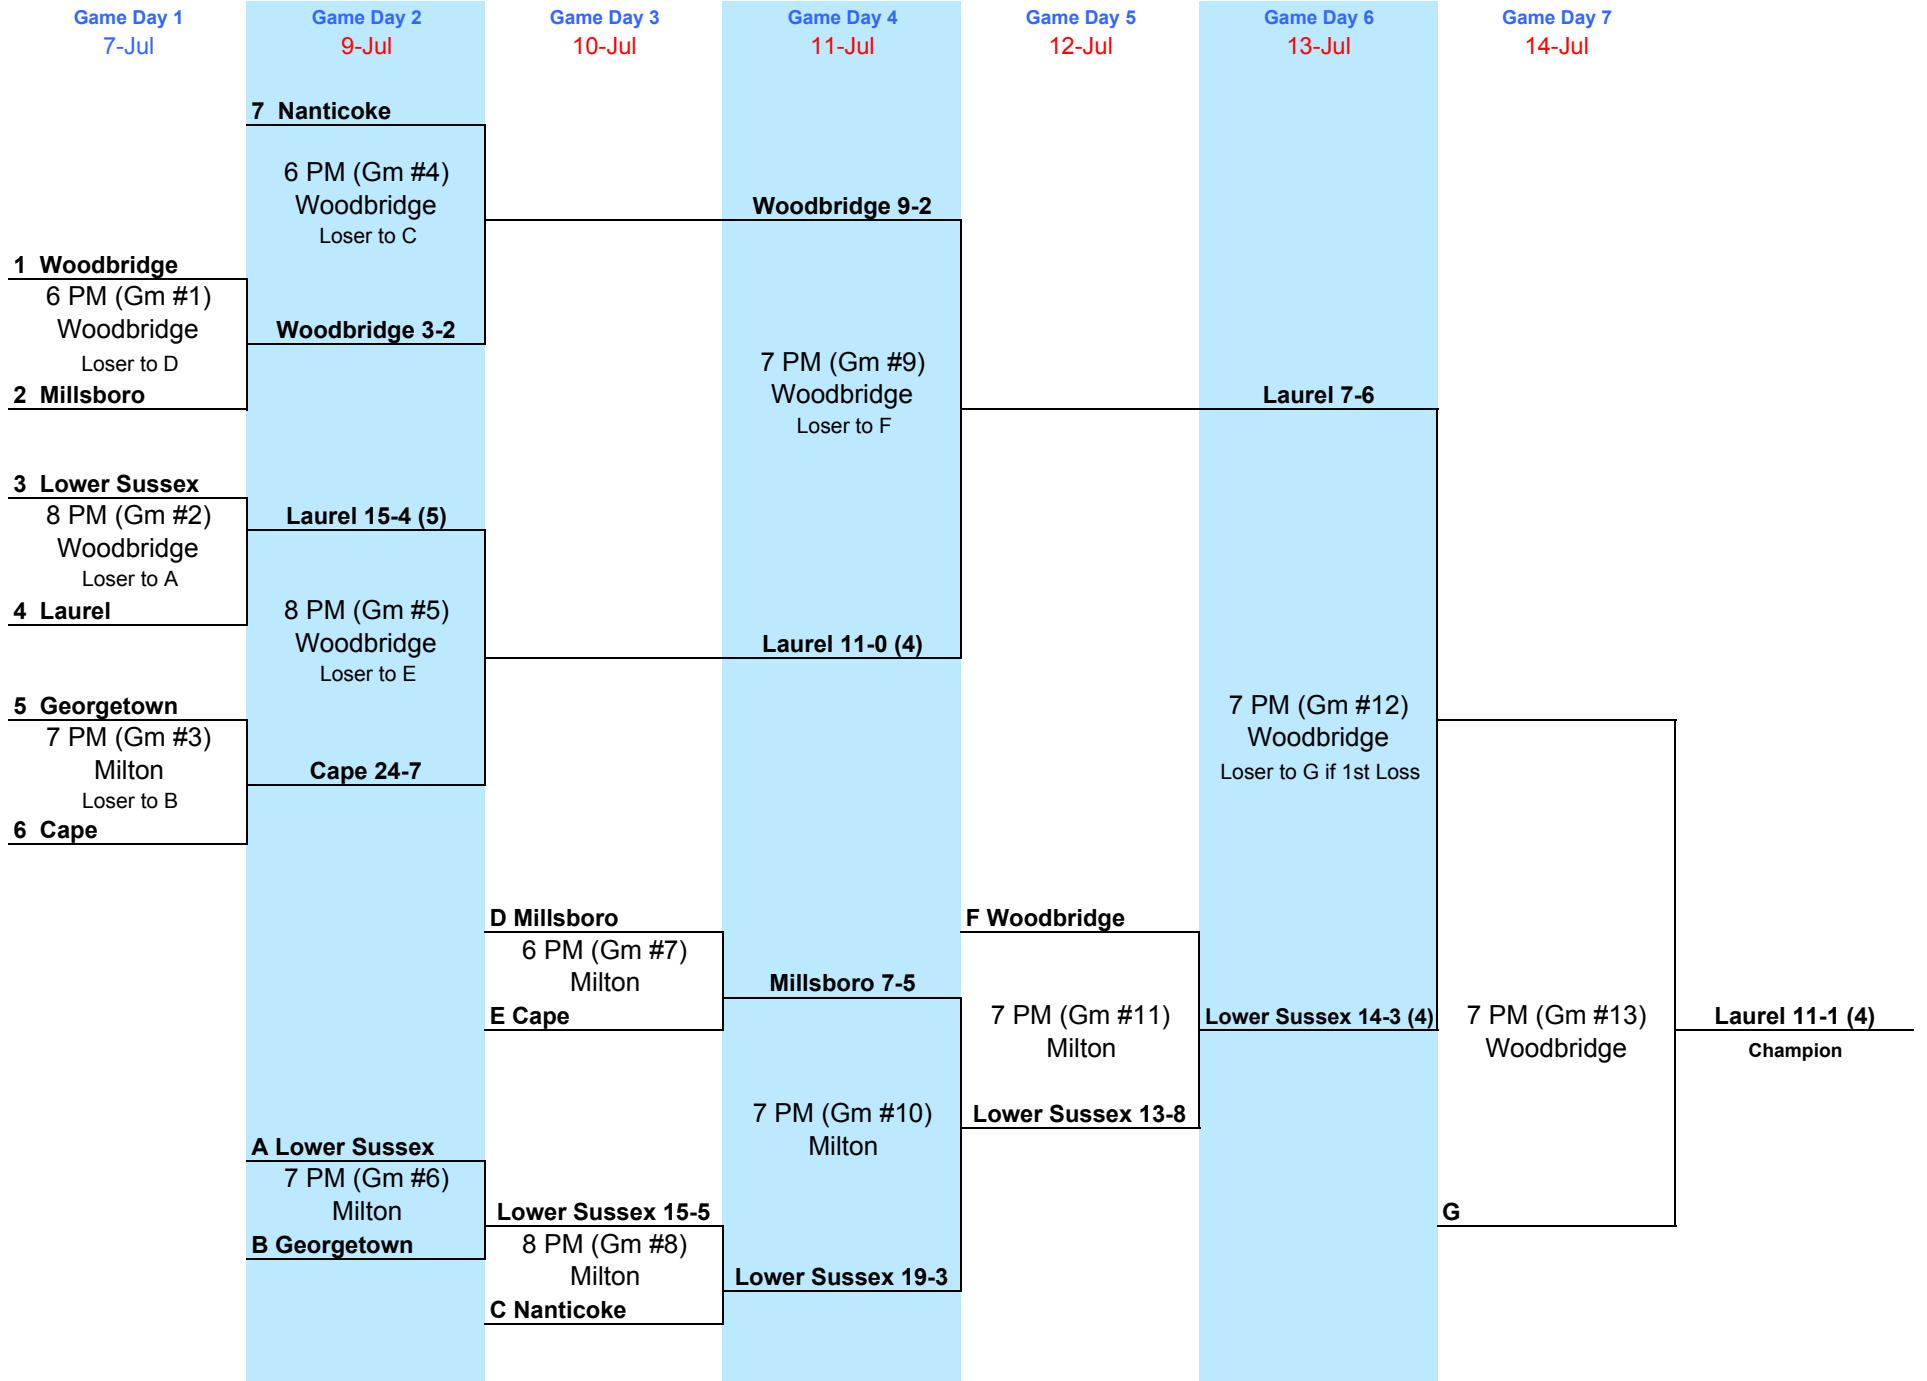 Game Day 1
7-Jul
Game Day 2
9-Jul
Game Day 3
10-Jul
Game Day 4
11-Jul
Game Day 5
12-Jul
Game Day 6
13-Jul
Game Day 7
14-Jul
1 Woodbridge
6 PM (Gm #1)
Woodbridge
Loser to D
2 Millsboro
3 Lower Sussex
8 PM (Gm #2)
Woodbridge
Loser to A
4 Laurel
5 Georgetown
7 PM (Gm #3)
Milton
Loser to B
6 Cape
7 Nanticoke
6 PM (Gm #4)
Woodbridge
Loser to C
Woodbridge 3-2
Laurel 15-4 (5)
8 PM (Gm #5)
Woodbridge
Loser to E
Cape 24-7
A Lower Sussex
7 PM (Gm #6)
Milton
B Georgetown
D Millsboro
6 PM (Gm #7)
Milton
E Cape
Lower Sussex 15-5
8 PM (Gm #8)
Milton
C Nanticoke
Woodbridge 9-2
7 PM (Gm #9)
Woodbridge
Loser to F
Laurel 11-0 (4)
Millsboro 7-5
7 PM (Gm #10)
Milton
Lower Sussex 19-3
F Woodbridge
7 PM (Gm #11)
Milton
Lower Sussex 13-8
Laurel 7-6
7 PM (Gm #12)
Woodbridge
Loser to G if 1st Loss
Lower Sussex 14-3 (4)
7 PM (Gm #13)
Woodbridge
G
Laurel 11-1 (4)
Champion